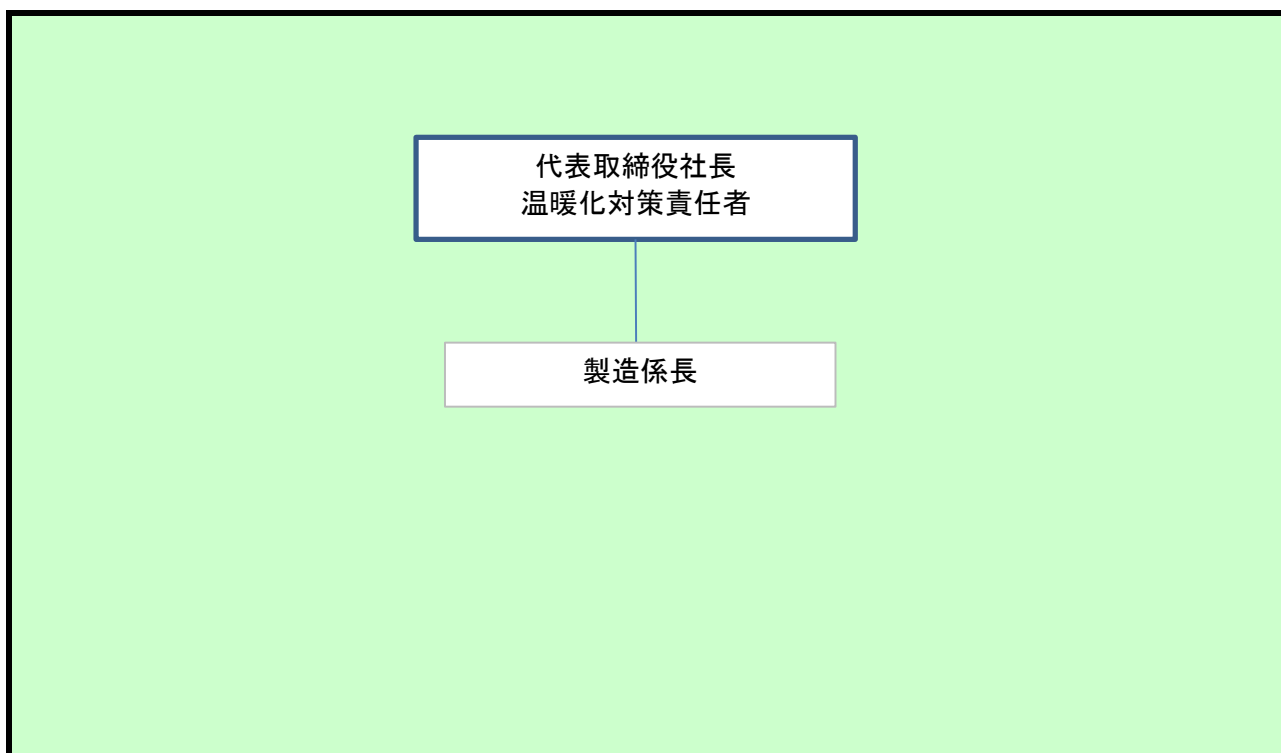 代表取締役社長
温暖化対策責任者
製造係長